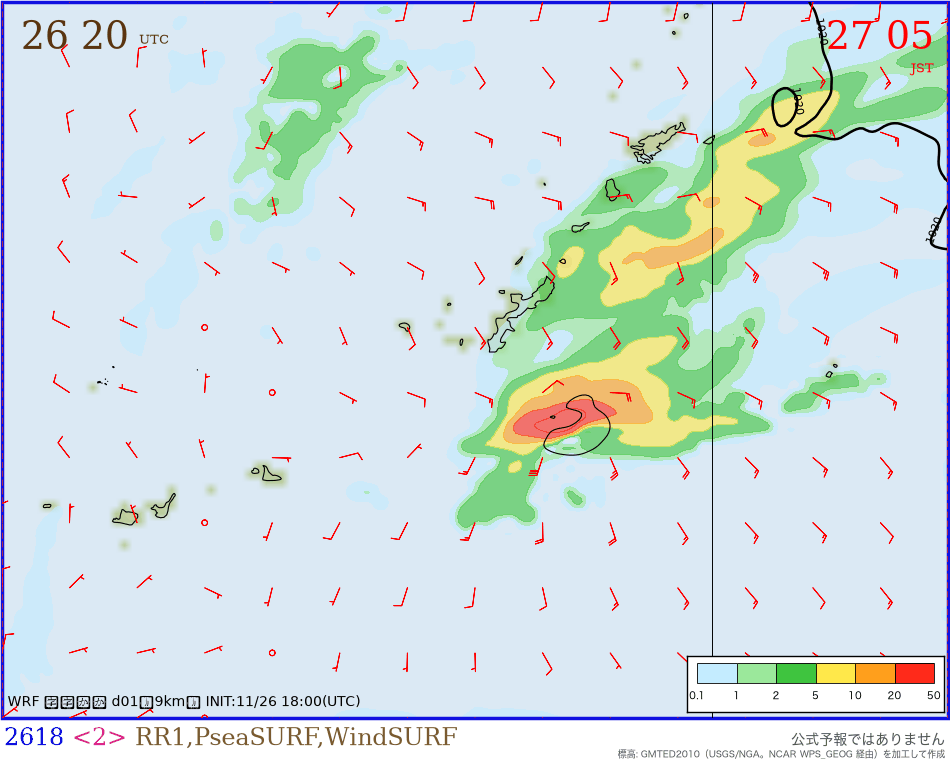 26 20 UTC
27 05
JST
1020
1020
1020
WRF d01 9km INIT:11/26 18:00(UTC)
0.1 1 2 5 10 20 50
2618 <2> RR1,PseaSURF,WindSURF
公式予報ではありません
標高: GMTED2010（USGS/NGA。NCAR WPS_GEOG 経由）を加工して作成